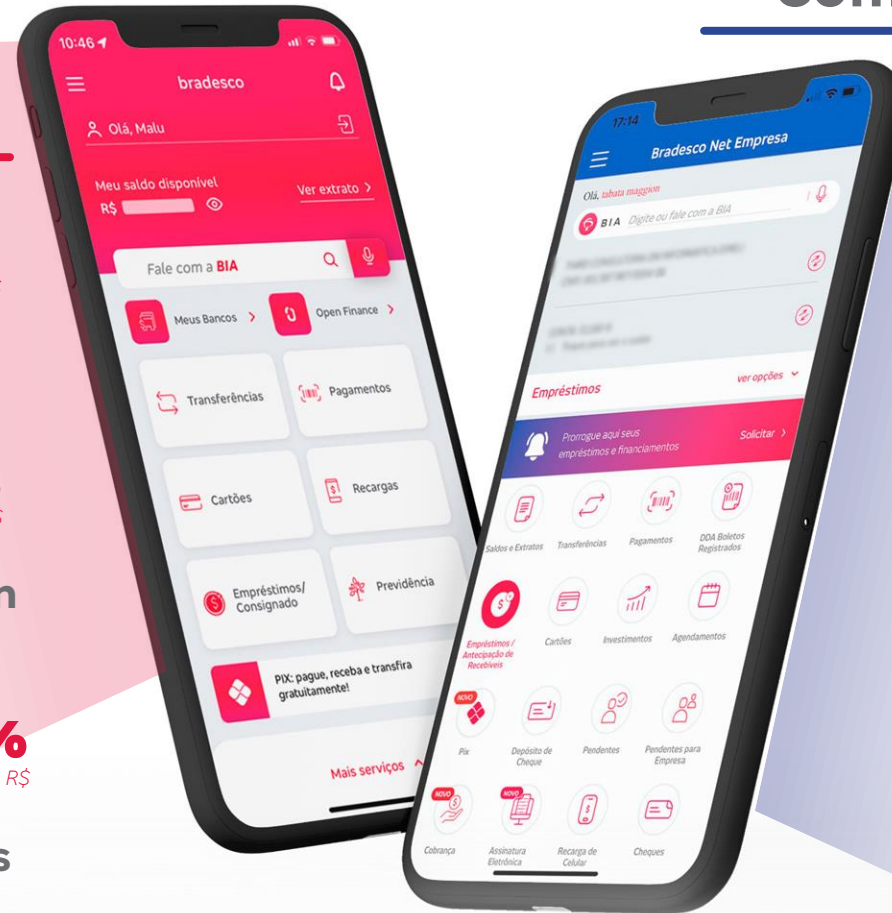 10:46
bradesco
Olá, Malu
Meu saldo disponível
R$
Ver extrato >
Fale com a BIA
Meus Bancos >
Open Finance >
Transferências
Pagamentos
Cartões
Recargas
Empréstimos/
Consignado
Previdência
PIX: pague, receba e transfira
gratuitamente!
Mais serviços
17:14
Bradesco Net Empresa
Olá, tabata maggion
BIA Digite ou fale com a BIA
Empréstimos
ver opções
Prorrogue aqui seus
empréstimos e financiamentos
Solicitar >
Saldos e Extratos
Transferências
Pagamentos
DDA Boletos
Registrados
Empréstimos /
Antecipação de
Recebíveis
Cartões
Investimentos
Agendamentos
NOVO
Pix
Depósito de
Cheque
Pendentes
Pendentes para
Empresa
NOVO
Cobrança
NOVO
Assinatura
Eletrônica
Recarga de
Celular
Cheques
%
R$